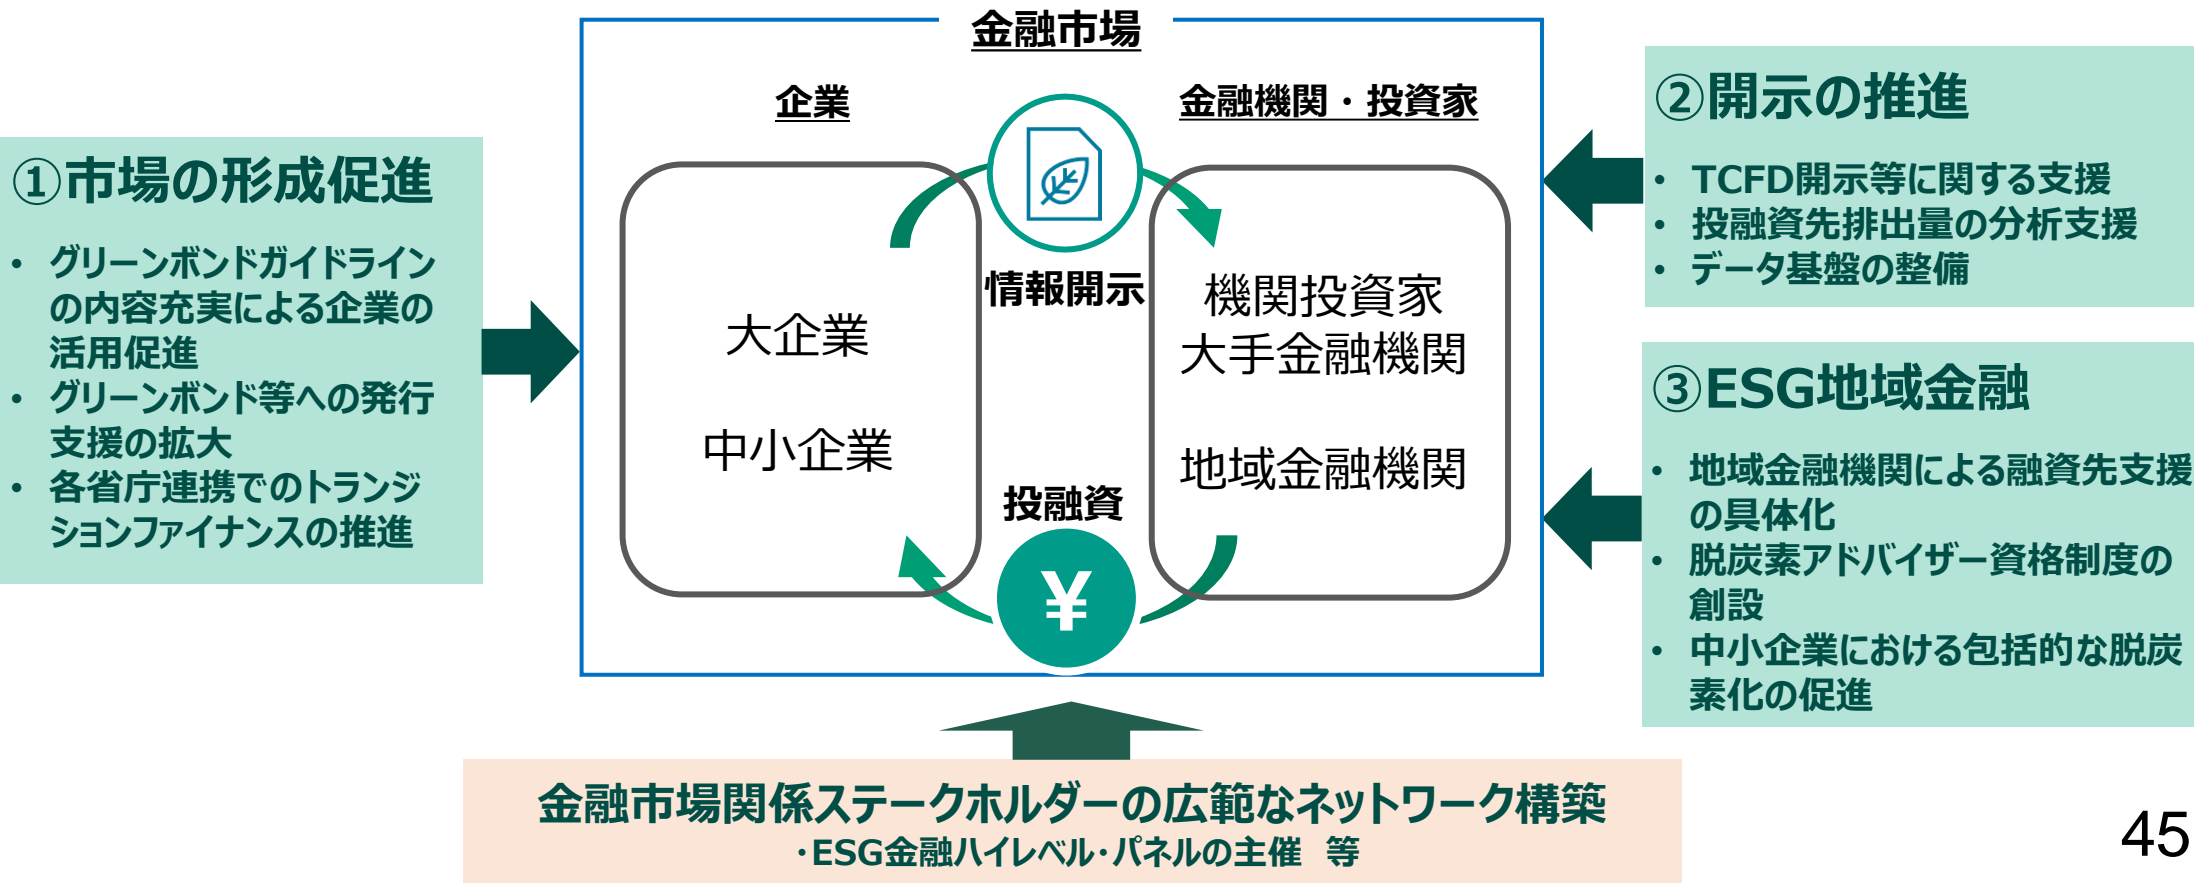 金融市場
企業
金融機関・投資家
①市場の形成促進
• グリーンボンドガイドライン
の内容充実による企業の
活用促進
• グリーンボンド等への発行
支援の拡大
• 各省庁連携でのトランジ
ションファイナンスの推進
大企業
中小企業
情報開示
投融資
¥
機関投資家
大手金融機関
地域金融機関
②開示の推進
• TCFD開示等に関する支援
• 投融資先排出量の分析支援
• データ基盤の整備
③ESG地域金融
• 地域金融機関による融資先支援
の具体化
• 脱炭素アドバイザー資格制度の
創設
• 中小企業における包括的な脱炭
素化の促進
金融市場関係ステークホルダーの広範なネットワーク構築
・ESG金融ハイレベル・パネルの主催 等
45